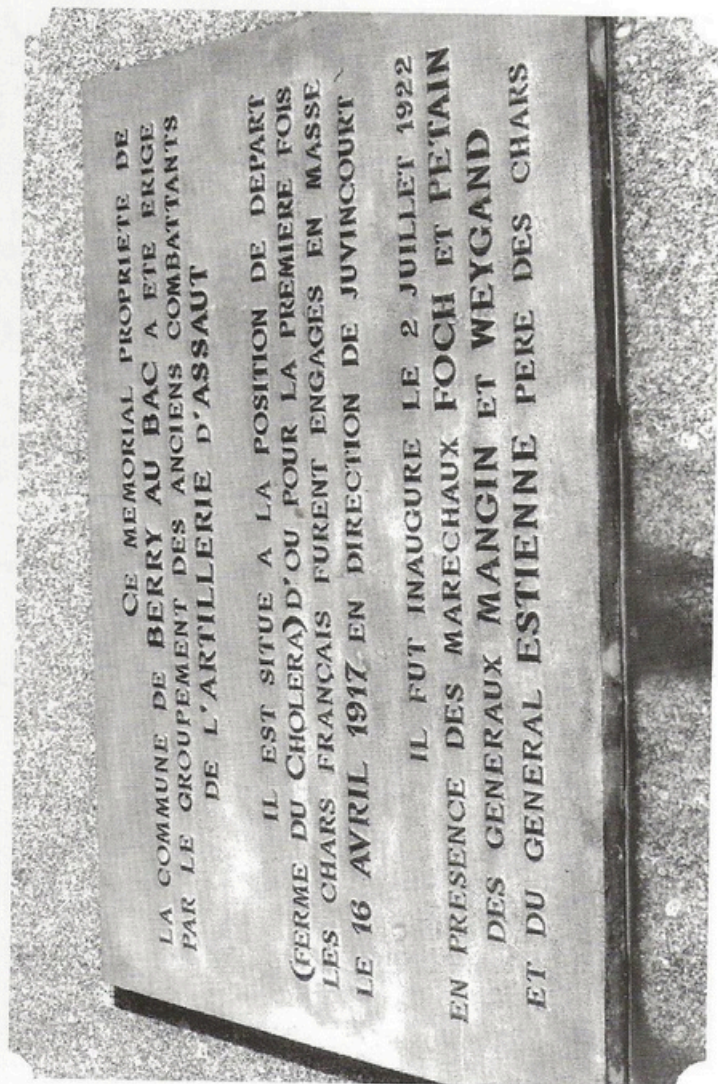 CE MEMORIAL PROPRIETE DE
LA COMMUNE DE BERRY AU BAC A ETE ERIGE
PAR LE GROUPEMENT DES ANCIENS COMBATTANTS
DE L'ARTILLERIE D'ASSAUT
IL EST SITUE A LA POSITION DE DEPART
(FERME DU CHOLERA) D'OU POUR LA PREMIERE FOIS
LES CHARS FRANÇAIS FURENT ENGAGES EN MASSE
LE 16 AVRIL 1917 EN DIRECTION DE JUVINCOURT
IL FUT INAUGURE LE 2 JUILLET 1922
EN PRESENCE DES MARECHAUX FOCH ET PETAIN
DES GENERAUX MANGIN ET WEYGAND
ET DU GENERAL ESTIENNE PERE DES CHARS